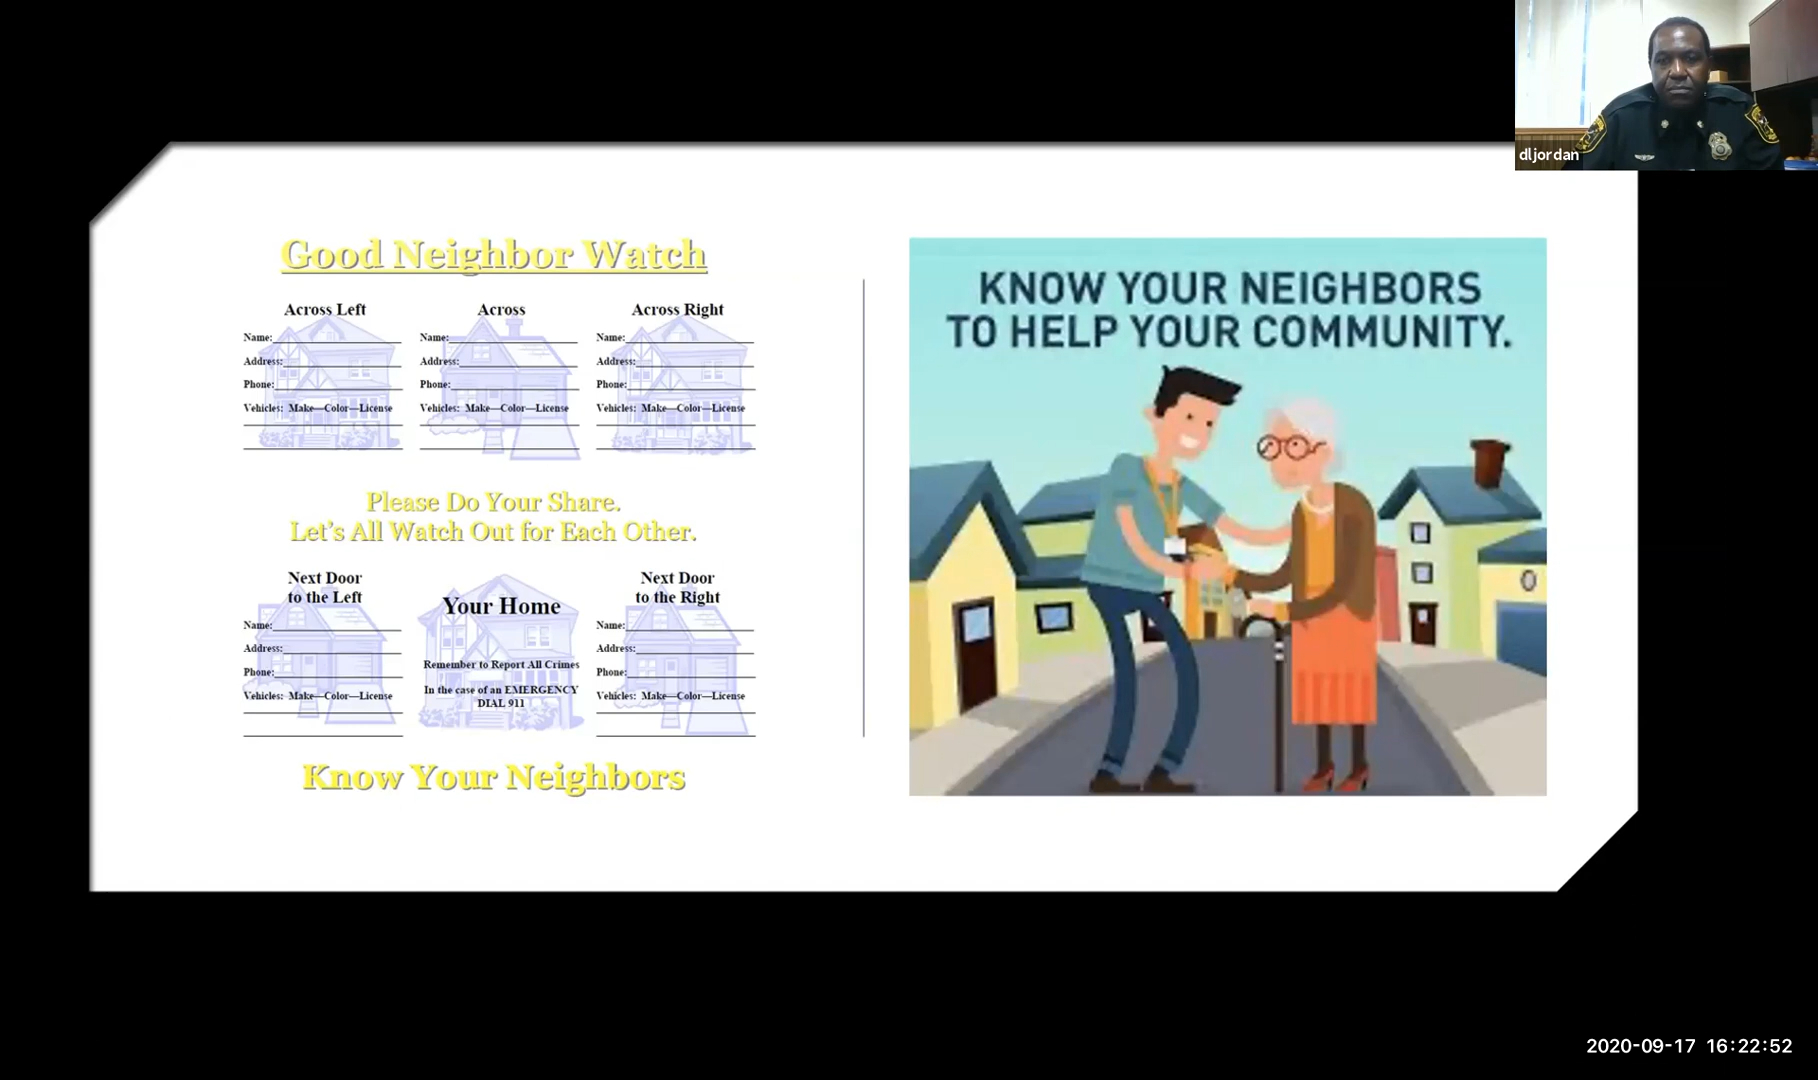 dljordan
Good Neighbor Watch
Across Left
Name:
Address:
Phone:
Vehicles: Make—Color—License
Across
Name:
Address:
Phone:
Vehicles: Make—Color—License
Across Right
Name:
Address:
Phone:
Vehicles: Make—Color—License
Please Do Your Share.
Let's All Watch Out for Each Other.
Next Door
to the Left
Name:
Address:
Phone:
Vehicles: Make—Color—License
Your Home
Remember to Report All Crimes
In the case of an EMERGENCY
DIAL 911
Next Door
to the Right
Name:
Address:
Phone:
Vehicles: Make—Color—License
Know Your Neighbors
KNOW YOUR NEIGHBORS
TO HELP YOUR COMMUNITY.
2020-09-17 16:22:52